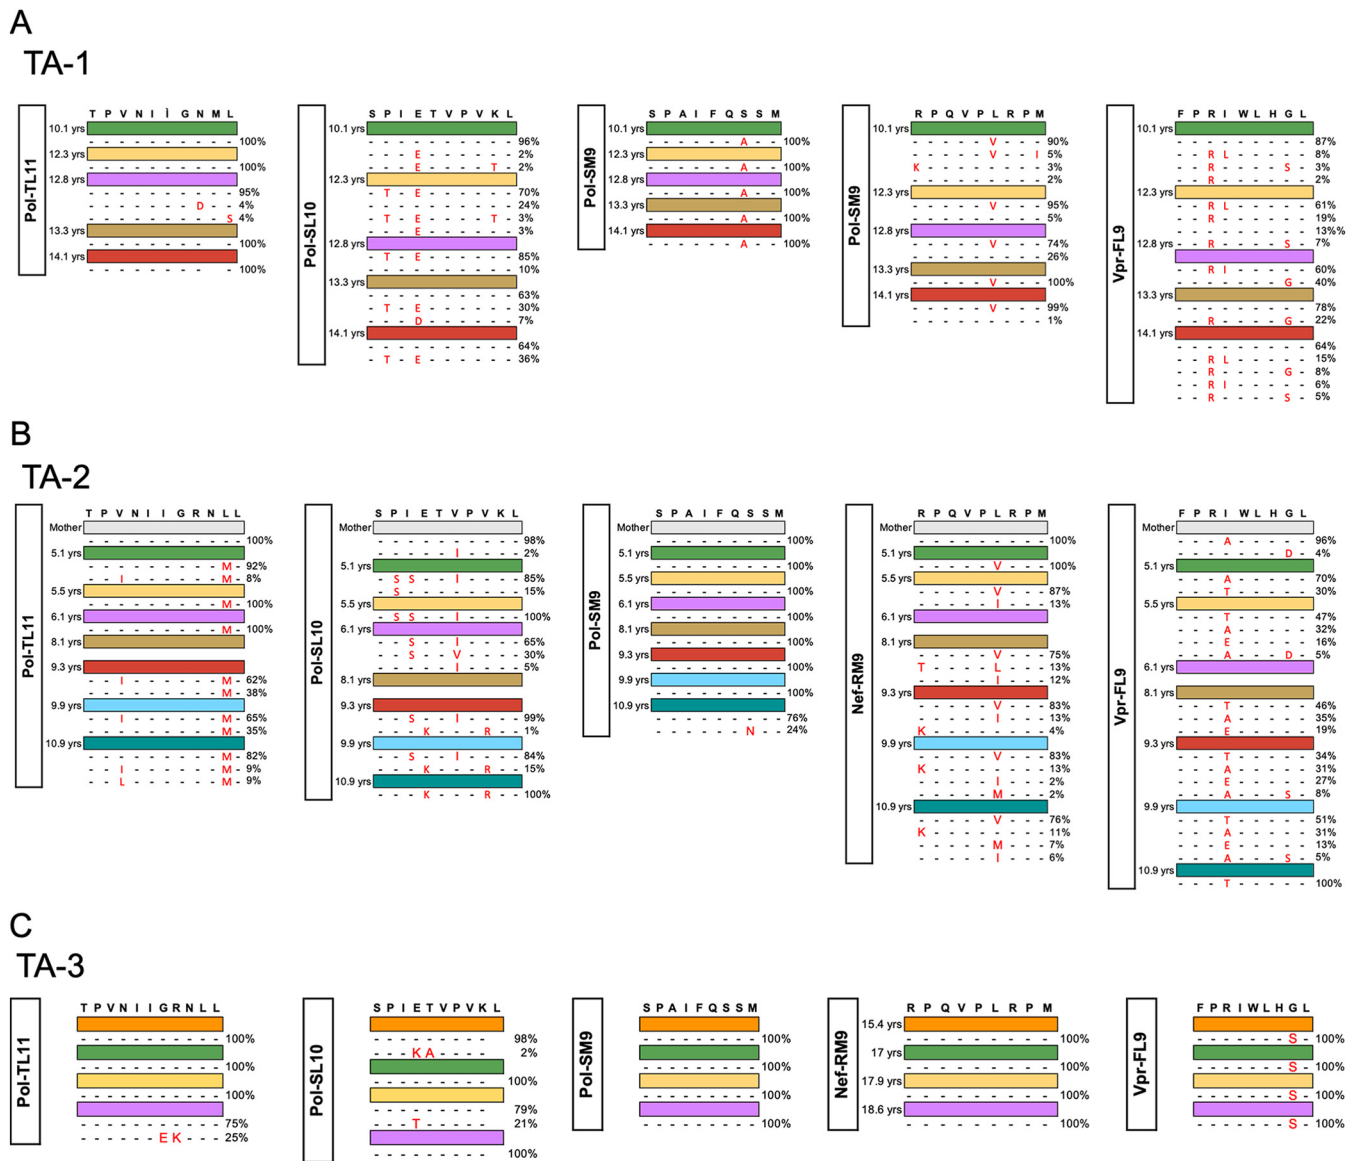 A
TA-1
Pol-TL11
T P V N I Ì G N M L
10.1 yrs
- - - - - - - - - - 100%
12.3 yrs
- - - - - - - - - - 100%
12.8 yrs
- - - - - - - - - - 95%
- - - - - - - D - - 4%
- - - - - - - - - S 4%
13.3 yrs
- - - - - - - - - - 100%
14.1 yrs
- - - - - - - - - - 100%
Pol-SL10
S P I E T V P V K L
10.1 yrs
- - - - - - - - - - 96%
- - - E - - - - - - 2%
- - - E - - - - T - 2%
12.3 yrs
- T - E - - - - - - 70%
- - - - - - - - - - 24%
- T - E - - - - T - 3%
- - - E - - - - - - 3%
12.8 yrs
- T - E - - - - - - 85%
- - - - - - - - - - 10%
13.3 yrs
- - - - - - - - - - 63%
- T - E - - - - - - 30%
- - - D - - - - - - 7%
14.1 yrs
- - - - - - - - - - 64%
- T - E - - - - - - 36%
Pol-SM9
S P A I F Q S S M
10.1 yrs
- - - - - - A - - 100%
12.3 yrs
- - - - - - A - - 100%
12.8 yrs
- - - - - - A - - 100%
13.3 yrs
- - - - - - A - - 100%
14.1 yrs
- - - - - - A - - 100%
Pol-SM9
R P Q V P L R P M
10.1 yrs
- - - - - V - - - 90%
- - - - - V - - I 5%
K - - - - - - - - 3%
- - - - - - - - - 2%
12.3 yrs
- - - - - V - - - 95%
- - - - - - - - - 5%
12.8 yrs
- - - - - V - - - 74%
- - - - - - - - - 26%
13.3 yrs
- - - - - V - - - 100%
14.1 yrs
- - - - - V - - - 99%
- - - - - - - - - 1%
Vpr-FL9
F P R I W L H G L
10.1 yrs
- - - - - - - - - 87%
- - R L - - - - - 8%
- - R - - - - S - 3%
- - R - - - - - - 2%
12.3 yrs
- - R L - - - - - 61%
- - R - - - - - - 19%
- - - - - - - - - 13%%
12.8 yrs - - R - - - - S - 7%
- - R I - - - - - 60%
- - - - - - - G - 40%
13.3 yrs
- - - - - - - - - 78%
- - R - - - - G - 22%
14.1 yrs
- - - - - - - - - 64%
- - R L - - - - - 15%
- - R - - - - G - 8%
- - R I - - - - - 6%
- - R - - - - S - 5%
B
TA-2
Pol-TL11
T P V N I I G R N L L
Mother
- - - - - - - - - - - 100%
5.1 yrs
- - - - - - - - - M - 92%
- - I - - - - - - M - 8%
5.5 yrs
- - - - - - - - - M - 100%
6.1 yrs
- - - - - - - - - M - 100%
8.1 yrs
9.3 yrs
- - I - - - - - - M - 62%
- - - - - - - - - M - 38%
9.9 yrs
- - I - - - - - - M - 65%
- - - - - - - - - M - 35%
10.9 yrs
- - - - - - - - - M - 82%
- - I - - - - - - M - 9%
- - L - - - - - - M - 9%
Pol-SL10
S P I E T V P V K L
Mother
- - - - - - - - - - 98%
- - - - - I - - - - 2%
5.1 yrs
- S S - - I - - - - 85%
- S - - - - - - - - 15%
5.5 yrs
- S S - - I - - - - 100%
6.1 yrs
- - S - - I - - - - 65%
- - S - - V - - - - 30%
- - - - - I - - - - 5%
8.1 yrs
9.3 yrs
- - S - - I - - - - 99%
- - - K - - - R - - 1%
9.9 yrs
- - S - - I - - - - 84%
- - - K - - - R - - 15%
10.9 yrs
- - - K - - - R - - 100%
Pol-SM9
S P A I F Q S S M
Mother
- - - - - - - - - 100%
5.1 yrs
- - - - - - - - - 100%
5.5 yrs
- - - - - - - - - 100%
6.1 yrs
- - - - - - - - - 100%
8.1 yrs
- - - - - - - - - 100%
9.3 yrs
- - - - - - - - - 100%
9.9 yrs
- - - - - - - - - 100%
10.9 yrs
- - - - - - - - - 76%
- - - - - - N - - 24%
Nef-RM9
R P Q V P L R P M
Mother
- - - - - - - - - 100%
5.1 yrs
- - - - - V - - - 100%
5.5 yrs
- - - - - V - - - 87%
- - - - - I - - - 13%
6.1 yrs
8.1 yrs
- - - - - V - - - 75%
T - - - - L - - - 13%
- - - - - I - - - 12%
9.3 yrs
- - - - - V - - - 83%
- - - - - I - - - 13%
K - - - - - - - - 4%
9.9 yrs
- - - - - V - - - 83%
K - - - - - - - - 13%
- - - - - I - - - 2%
- - - - - M - - - 2%
10.9 yrs
- - - - - V - - - 76%
K - - - - - - - - 11%
- - - - - M - - - 7%
- - - - - I - - - 6%
Vpr-FL9
F P R I W L H G L
Mother
- - - A - - - - - 96%
- - - - - - - D - 4%
5.1 yrs
- - - A - - - - - 70%
- - - T - - - - - 30%
5.5 yrs
- - - T - - - - - 47%
- - - A - - - - - 32%
- - - E - - - - - 16%
- - - A - - - D - 5%
6.1 yrs
8.1 yrs
- - - T - - - - - 46%
- - - A - - - - - 35%
- - - E - - - - - 19%
9.3 yrs
- - - T - - - - - 34%
- - - A - - - - - 31%
- - - E - - - - - 27%
- - - A - - - S - 8%
9.9 yrs
- - - T - - - - - 51%
- - - A - - - - - 31%
- - - E - - - - - 13%
- - - A - - - S - 5%
10.9 yrs
- - - T - - - - - 100%
C
TA-3
Pol-TL11
T P V N I I G R N L L
- - - - - - - - - - - 100%
- - - - - - - - - - - 100%
- - - - - - - - - - - 100%
- - - - - - - - - - - 75%
- - - - - - E K - - - - 25%
Pol-SL10
S P I E T V P V K L
- - - - - - - - - 98%
- - - K A - - - - 2%
- - - - - - - - - 100%
- - - - - - - - - 79%
- - - T - - - - - 21%
- - - - - - - - - 100%
Pol-SM9
S P A I F Q S S M
- - - - - - - - - 100%
- - - - - - - - - 100%
- - - - - - - - - 100%
- - - - - - - - - 100%
Nef-RM9
R P Q V P L R P M
15.4 yrs
- - - - - - - - - 100%
17 yrs
- - - - - - - - - 100%
17.9 yrs
- - - - - - - - - 100%
18.6 yrs
- - - - - - - - - 100%
Vpr-FL9
F P R I W L H G L
- - - - - - - S - 100%
- - - - - - - S - 100%
- - - - - - - S - 100%
- - - - - - - S - 100%